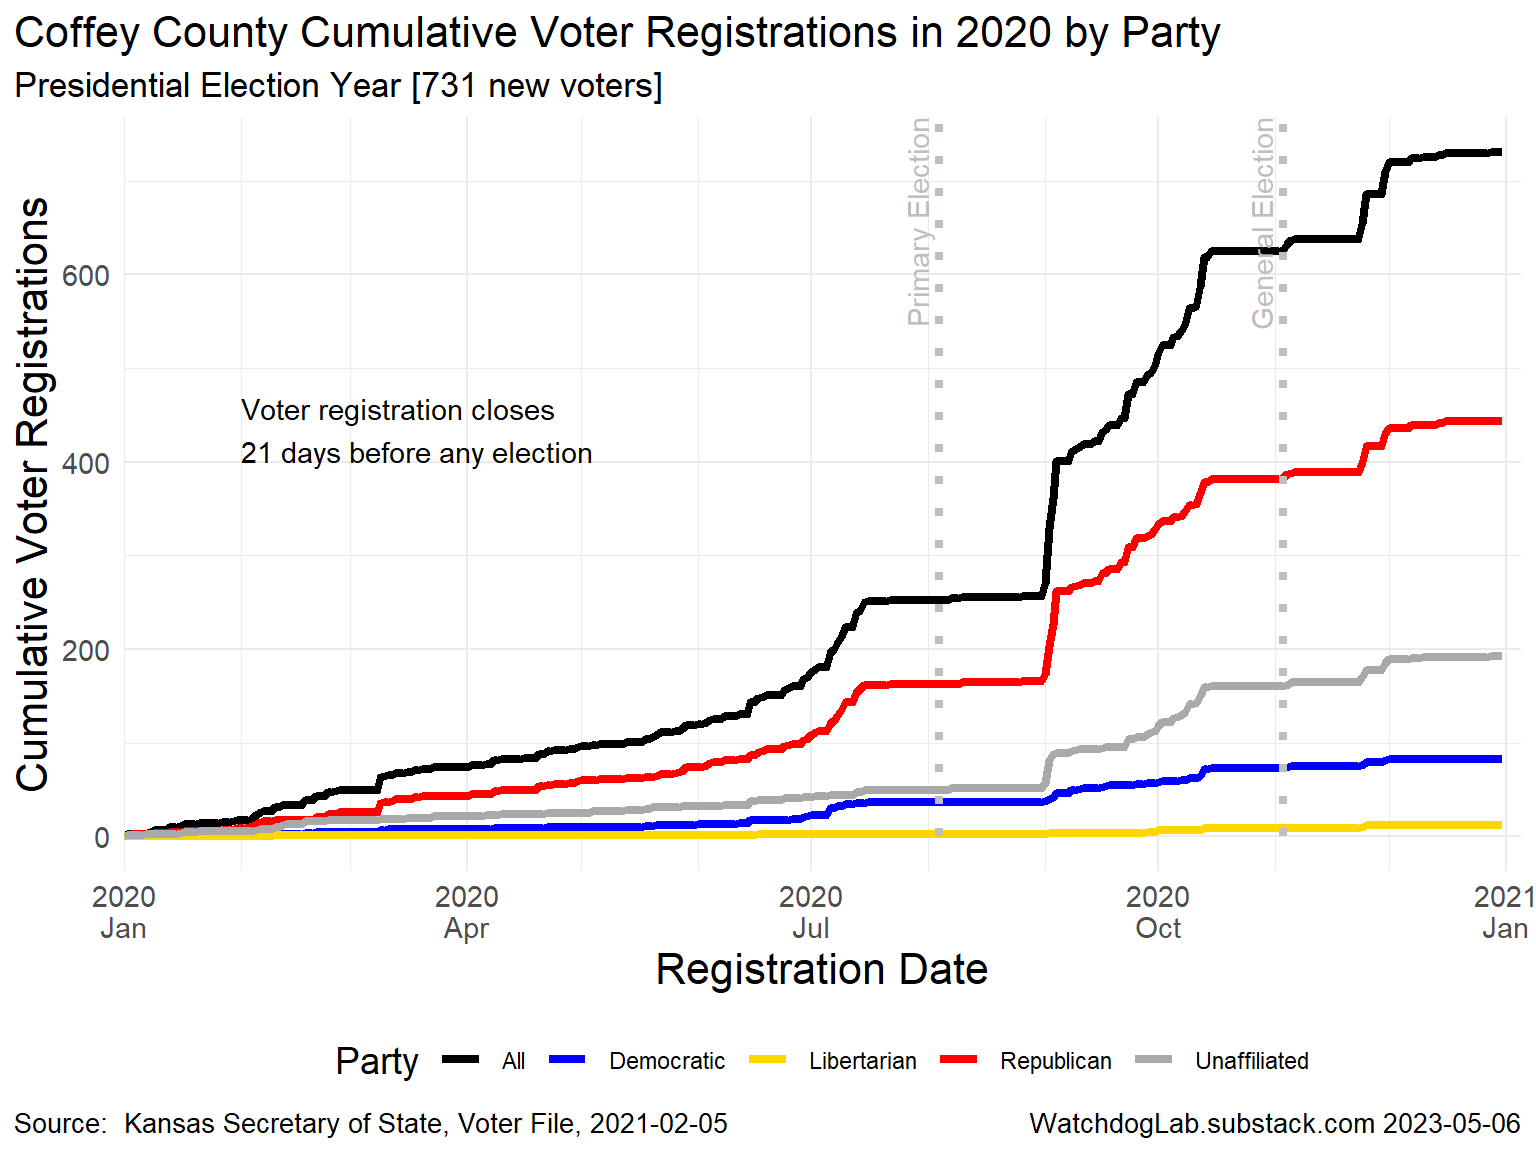 Coffey County Cumulative Voter Registrations in 2020 by Party
Presidential Election Year [731 new voters]
Cumulative Voter Registrations
600
400
200
0
Primary Election
General Election
Voter registration closes
21 days before any election
2020
Jan
2020
Apr
2020
Jul
2020
Oct
2021
Jan
Registration Date
Party
All
Democratic
Libertarian
Republican
Unaffiliated
Source:  Kansas Secretary of State, Voter File, 2021-02-05
WatchdogLab.substack.com 2023-05-06